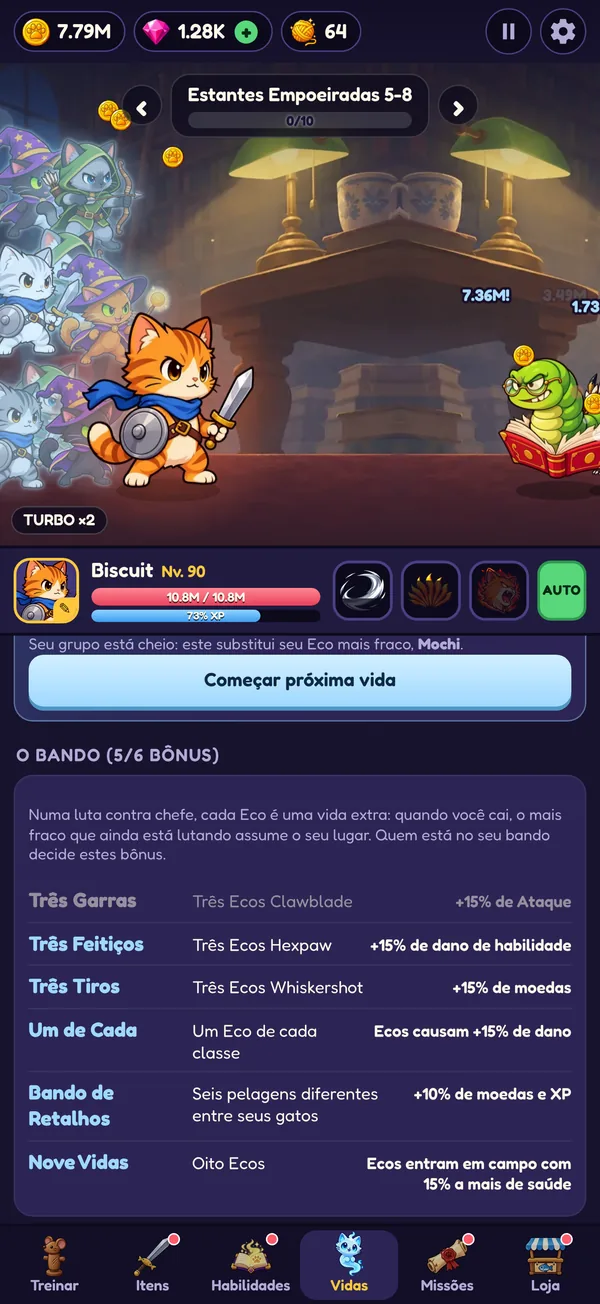 7.79M
1.28K
64
Estantes Empoeiradas 5-8
0/10
7.36M!
3.49M
1.73
TURBO ×2
Biscuit Nv. 90
10.8M / 10.8M
73% XP
AUTO
Seu grupo está cheio: este substitui seu Eco mais fraco, Mochi.
Começar próxima vida
O BANDO (5/6 BÔNUS)
Numa luta contra chefe, cada Eco é uma vida extra: quando você cai, o mais
fraco que ainda está lutando assume o seu lugar. Quem está no seu bando
decide estes bônus.
Três Garras Três Ecos Clawblade +15% de Ataque
Três Feitiços Três Ecos Hexpaw +15% de dano de habilidade
Três Tiros Três Ecos Whiskershot +15% de moedas
Um de Cada Um Eco de cada Ecos causam +15% de dano
classe
Bando de Seis pelagens diferentes +10% de moedas e XP
Retalhos entre seus gatos
Nove Vidas Oito Ecos Ecos entram em campo com
15% a mais de saúde
Treinar Itens Habilidades Vidas Missões Loja